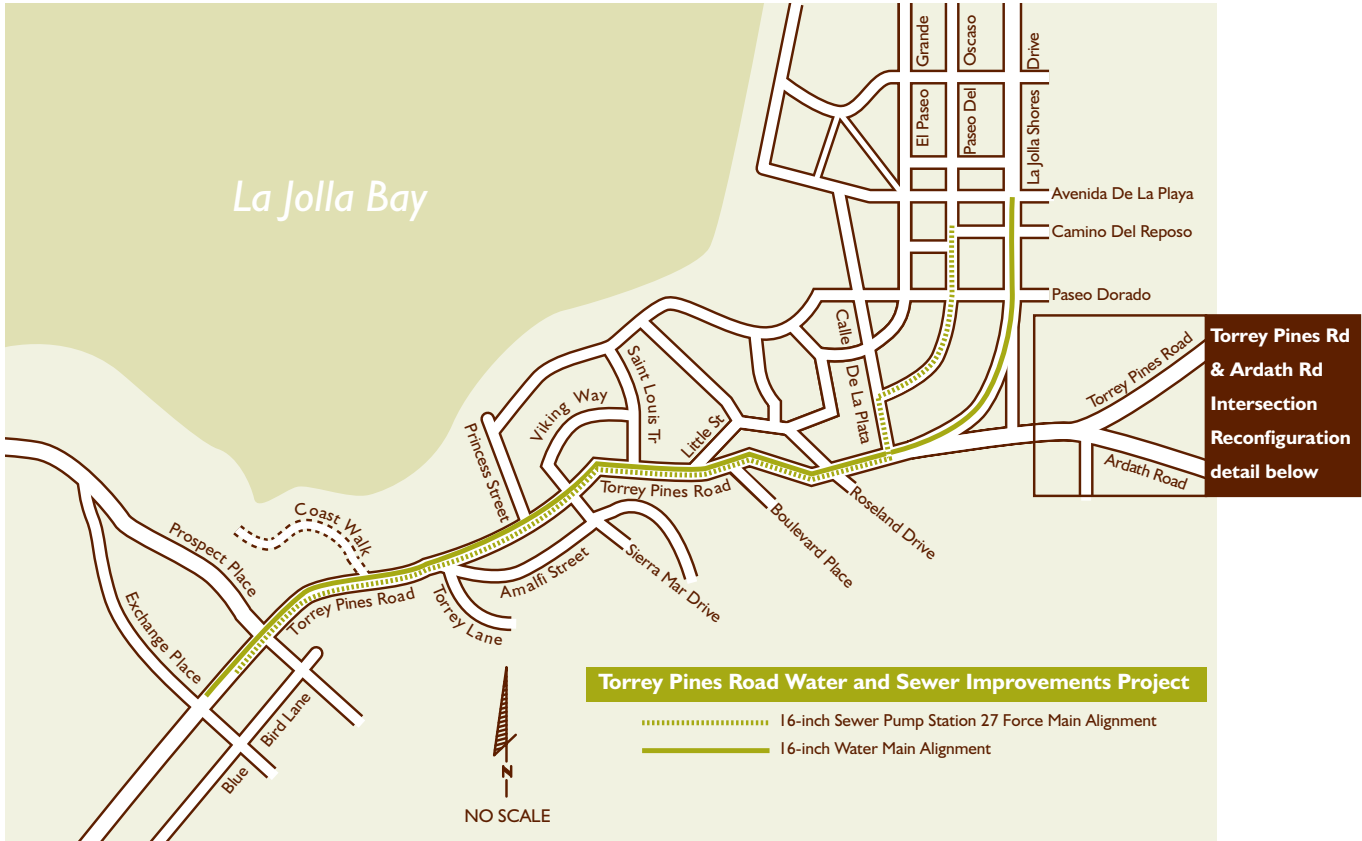 La Jolla Bay
El Paseo Grande
Paseo Del Oscaso
La Jolla Shores Drive
Avenida De La Playa
Camino Del Reposo
Paseo Dorado
Torrey Pines Rd
& Ardath Rd
Intersection
Reconfiguration
detail below
Torrey Pines Road
Ardath Road
Calle De La Plata
Saint Louis Tr
Viking Way
Little St
Princess Street
Torrey Pines Road
Roseland Drive
Boulevard Place
Coast Walk
Prospect Place
Sierra Mar Drive
Amalfi Street
Torrey Pines Road
Torrey Lane
Exchange Place
Blue Bird Lane
N
NO SCALE
Torrey Pines Road Water and Sewer Improvements Project
16-inch Sewer Pump Station 27 Force Main Alignment
16-inch Water Main Alignment